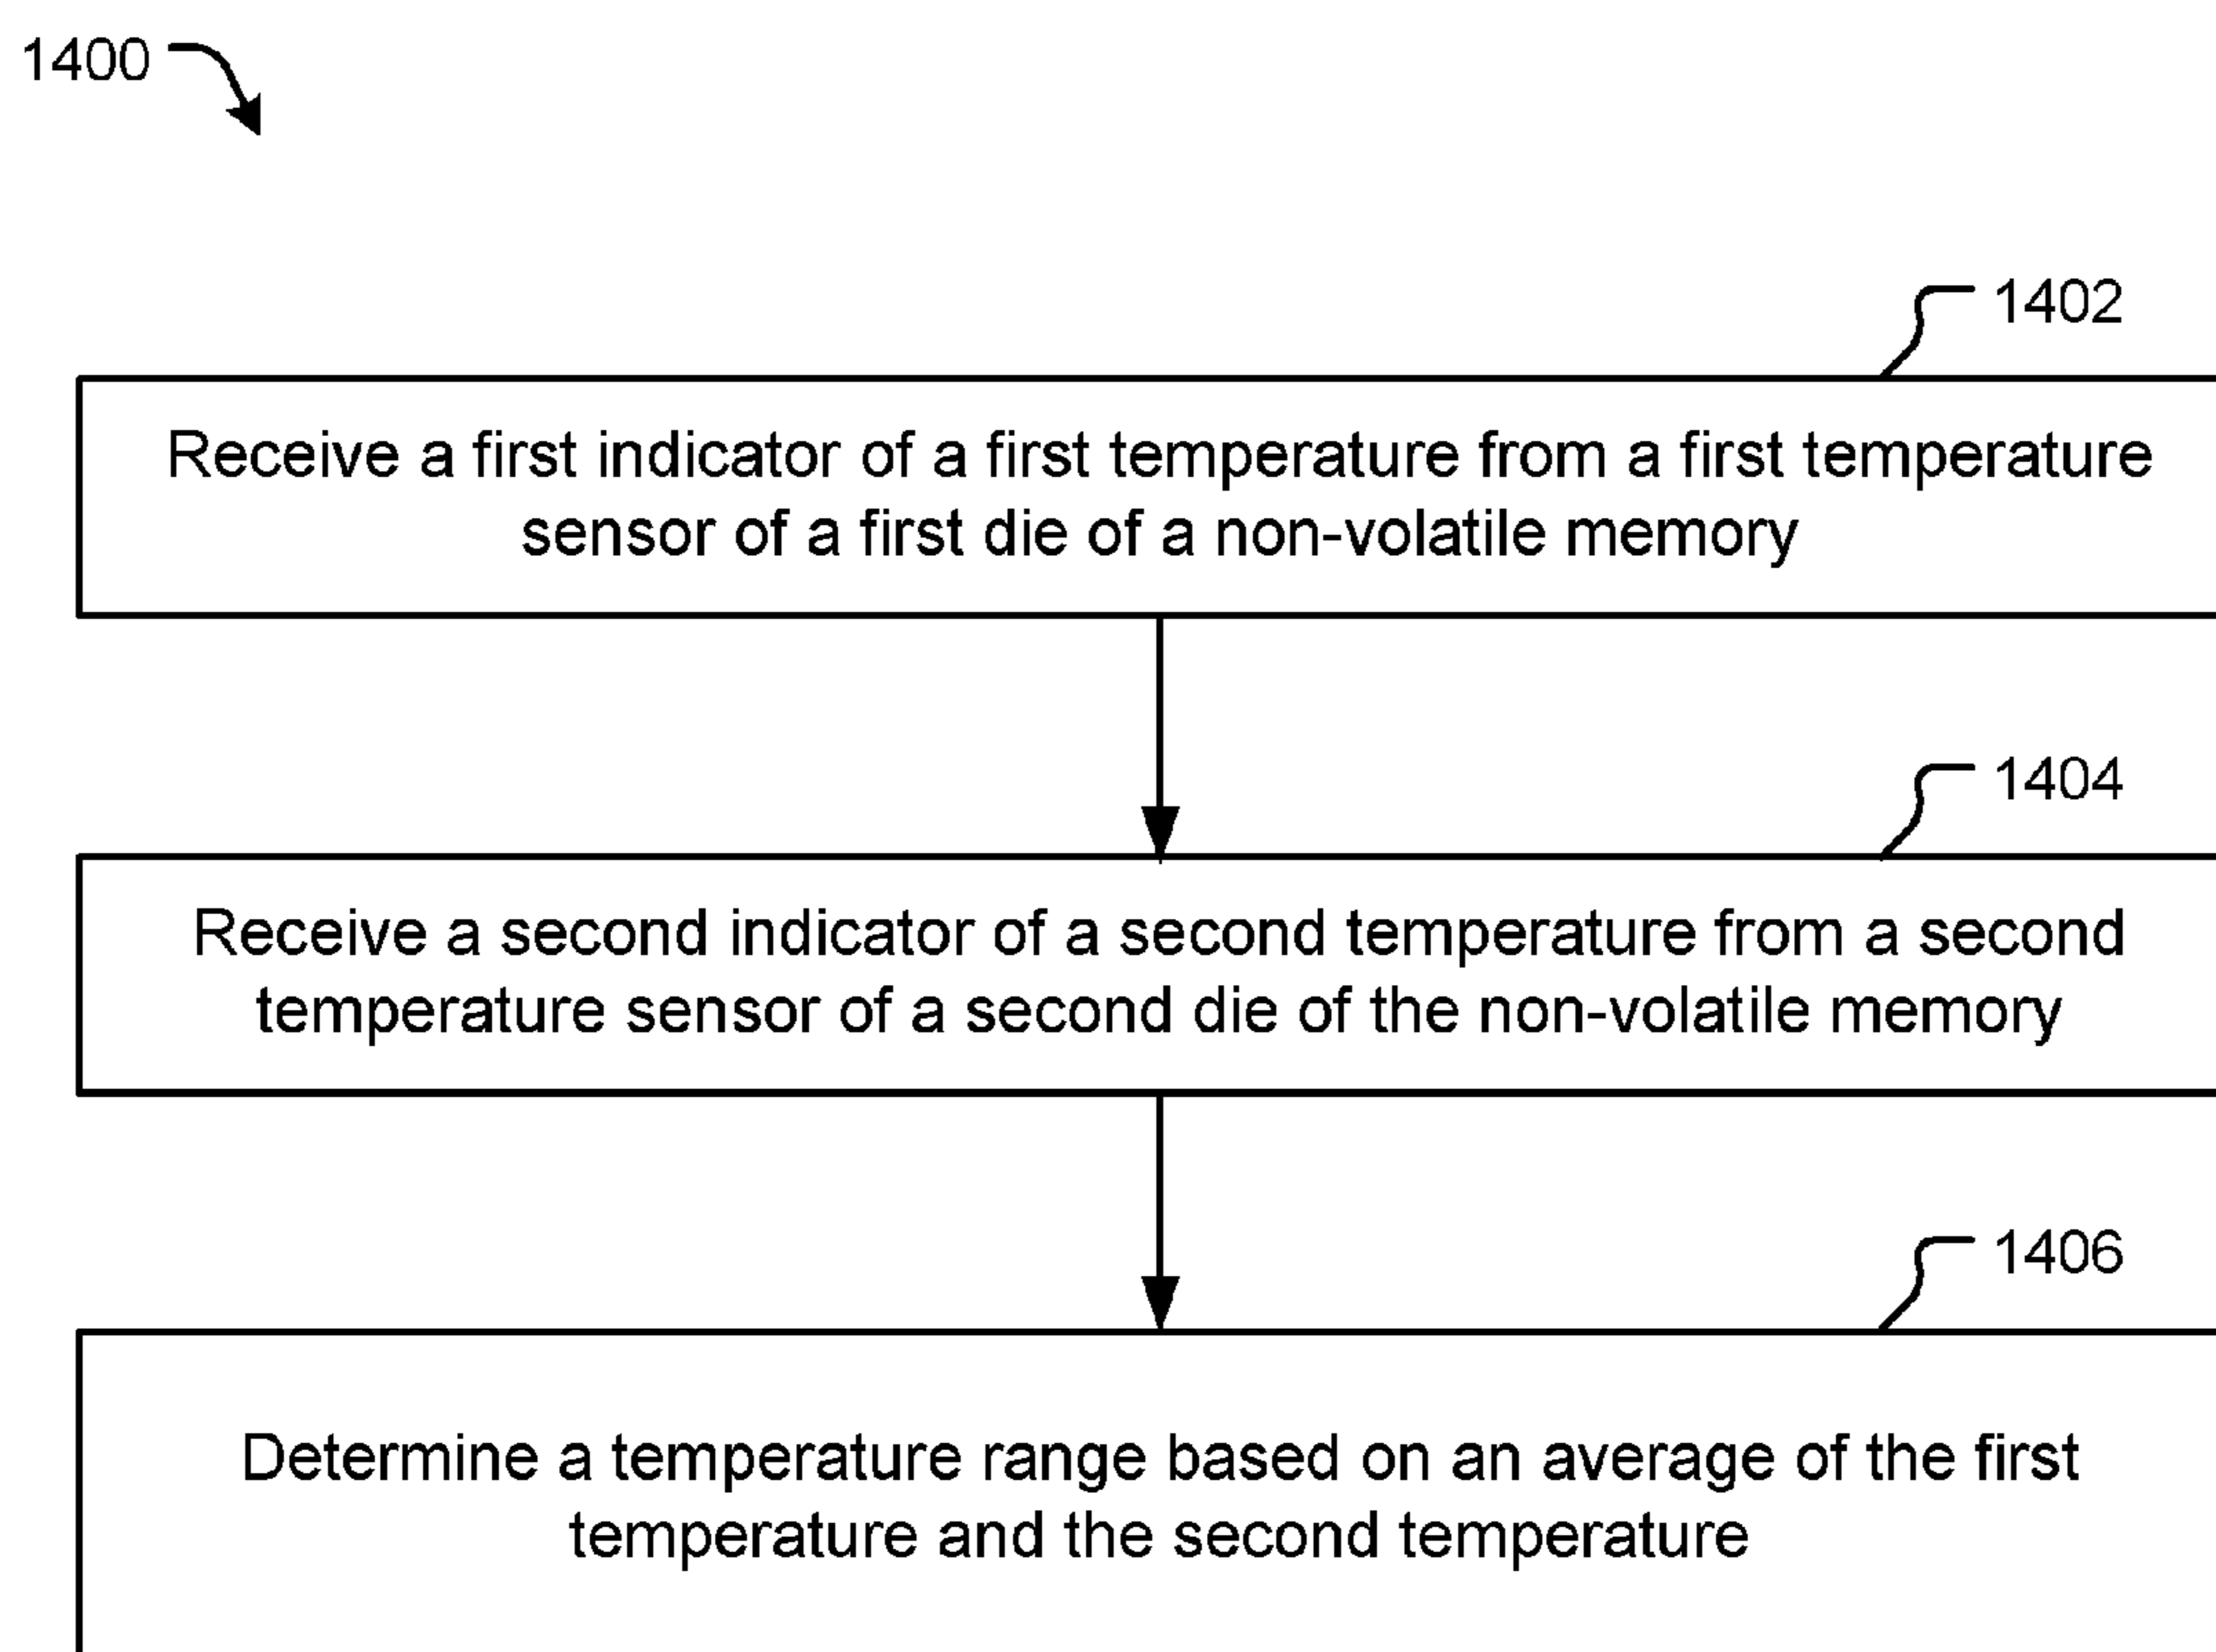 1400
1402
Receive a first indicator of a first temperature from a first temperature
sensor of a first die of a non-volatile memory
1404
Receive a second indicator of a second temperature from a second
temperature sensor of a second die of the non-volatile memory
1406
Determine a temperature range based on an average of the first
temperature and the second temperature